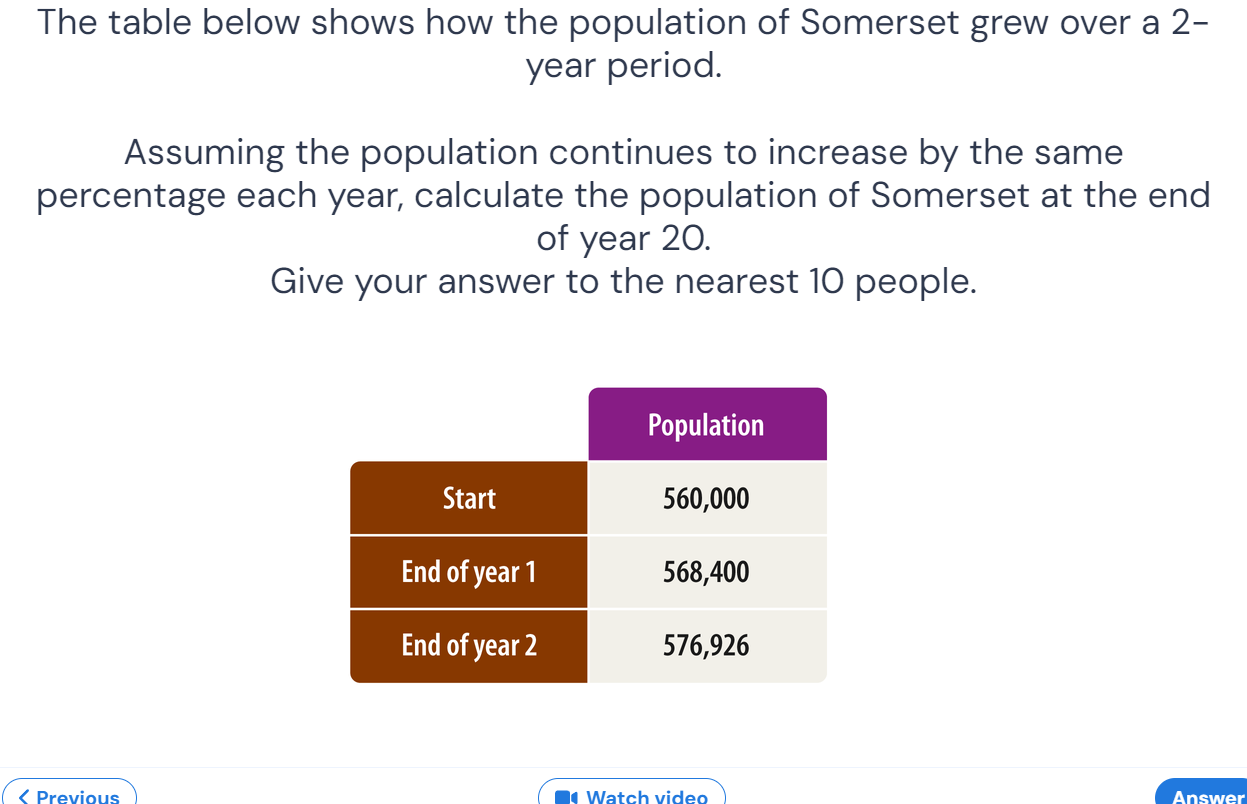 The table below shows how the population of Somerset grew over a 2-
year period.
Assuming the population continues to increase by the same
percentage each year, calculate the population of Somerset at the end
of year 20.
Give your answer to the nearest 10 people.
Population
Start 560,000
End of year 1 568,400
End of year 2 576,926
Previous Watch video Answer